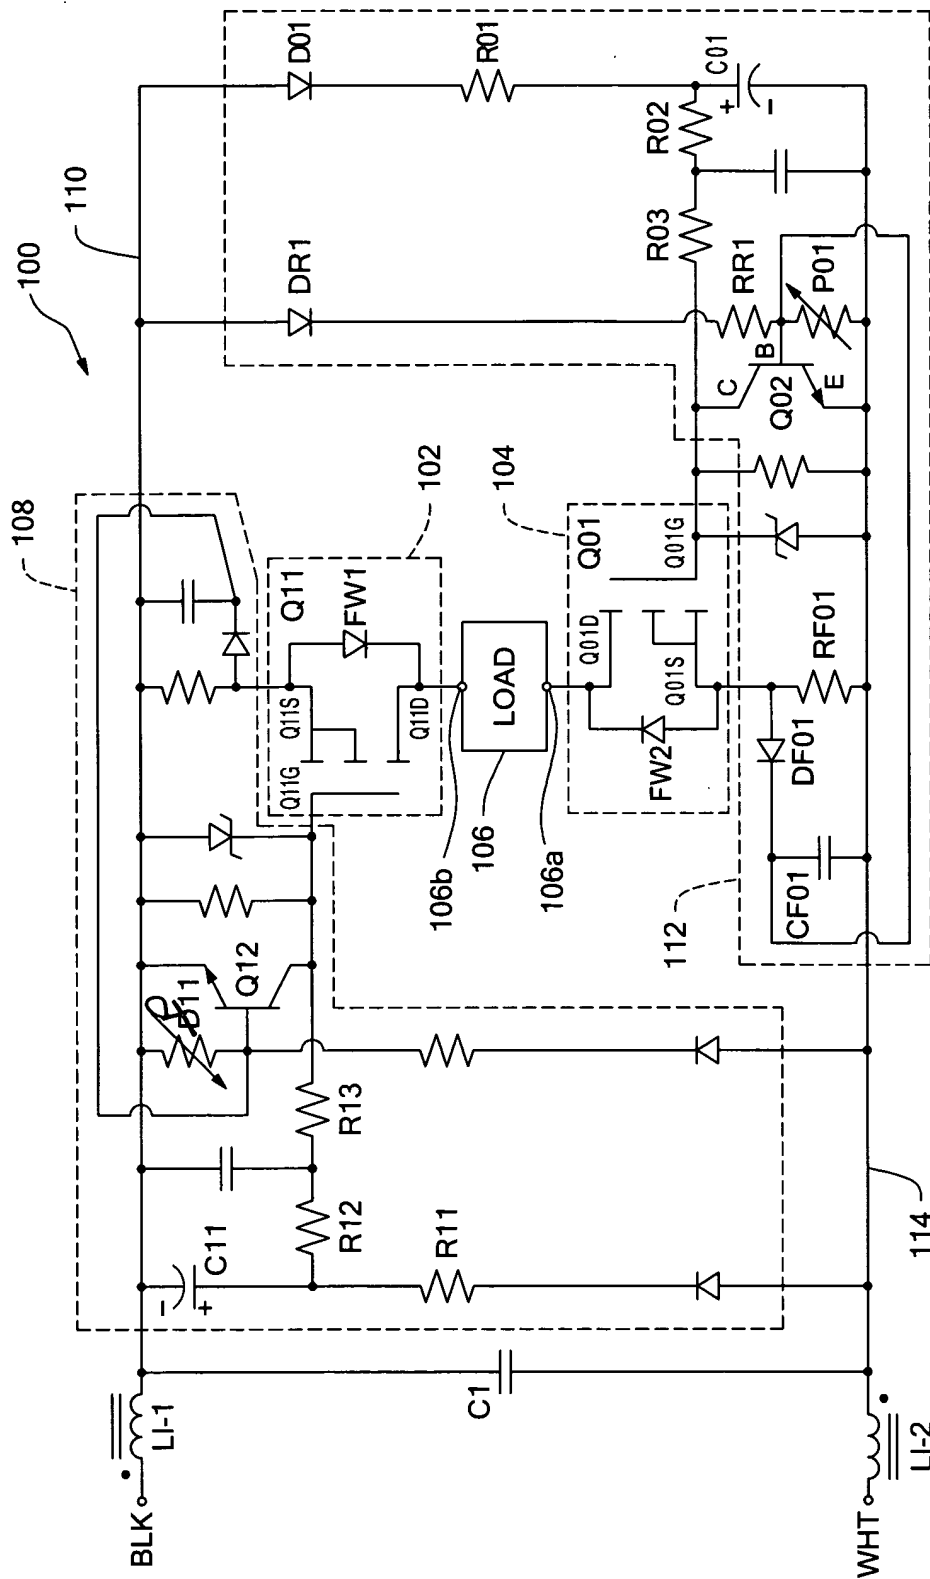 100
110
108
D01
R01
C01
+
-
R02
R03
DR1
RR1
P01
B
C
E
Q02
102
104
Q11
FW1
Q11S
Q11G
Q11D
LOAD
106
106b
106a
Q01
Q01G
Q01D
Q01S
FW2
RF01
DF01
CF01
112
Q12
R13
R12
R11
C11
-
+
C1
LI-1
BLK
LI-2
WHT
114